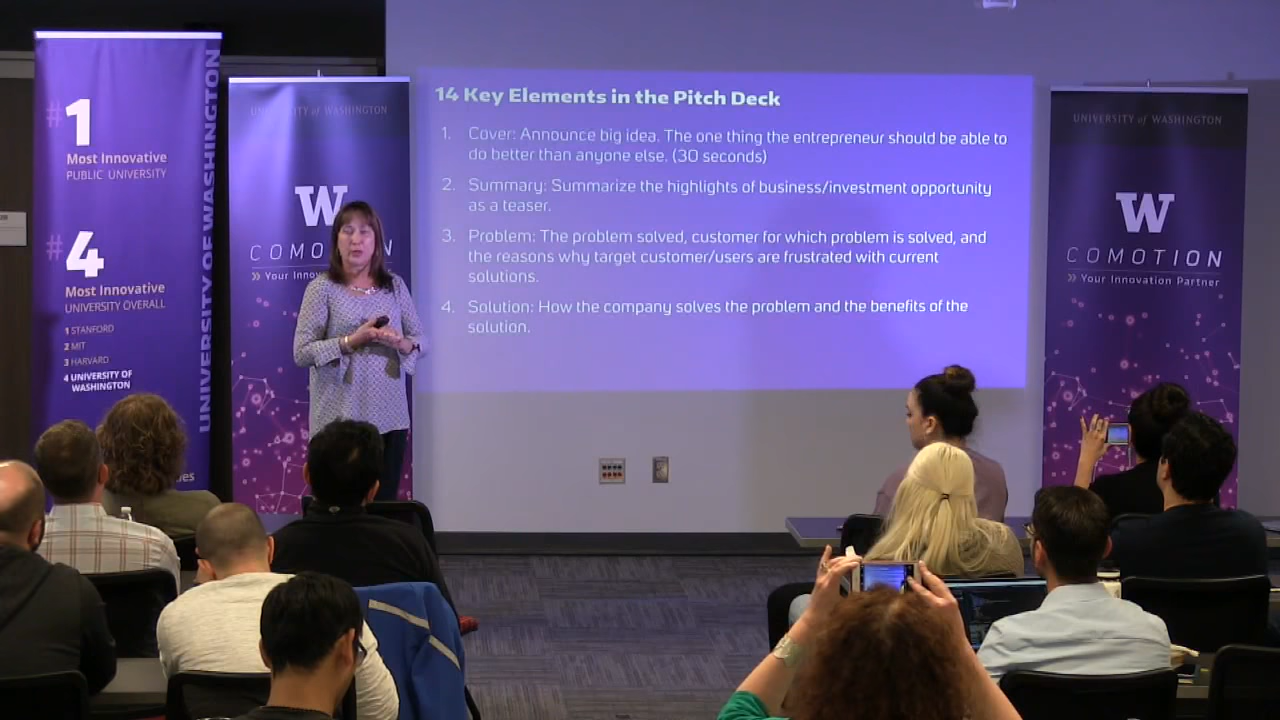 #1
Most Innovative
PUBLIC UNIVERSITY
#4
Most Innovative
UNIVERSITY OVERALL
1 STANFORD
2 MIT
3 HARVARD
4 UNIVERSITY OF
WASHINGTON
UNIVERSITY OF WASHINGTON
UNIVERSITY of WASHINGTON
W
COMOTION
» Your
14 Key Elements in the Pitch Deck
1. Cover: Announce big idea. The one thing the entrepreneur should be able to
do better than anyone else. (30 seconds)
2. Summary: Summarize the highlights of business/investment opportunity
as a teaser.
3. Problem: The problem solved, customer for which problem is solved, and
the reasons why target customer/users are frustrated with current
solutions.
4. Solution: How the company solves the problem and the benefits of the
solution.
UNIVERSITY of WASHINGTON
W
COMOTION
» Your Innovation Partner